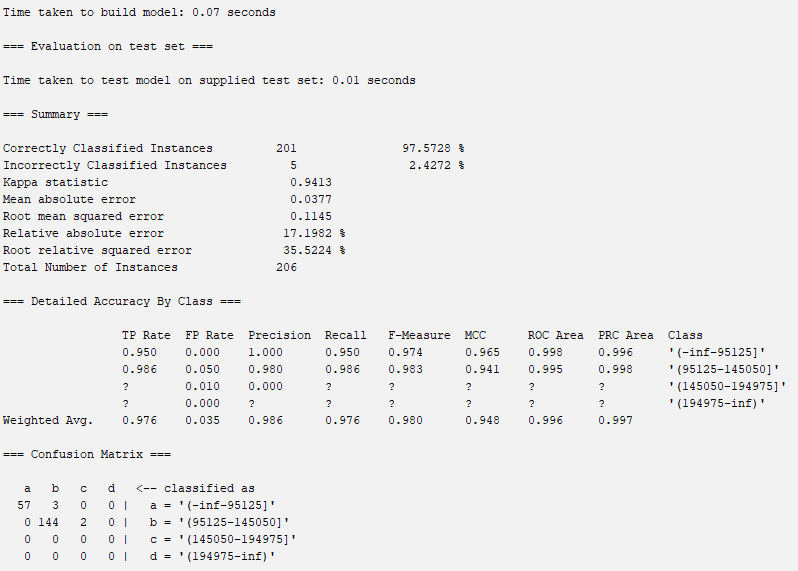 Time taken to build model: 0.07 seconds
=== Evaluation on test set ===
Time taken to test model on supplied test set: 0.01 seconds
=== Summary ===
Correctly Classified Instances         201               97.5728 %
Incorrectly Classified Instances         5                2.4272 %
Kappa statistic                          0.9413
Mean absolute error                      0.0377
Root mean squared error                  0.1145
Relative absolute error                 17.1982 %
Root relative squared error             35.5224 %
Total Number of Instances              206
=== Detailed Accuracy By Class ===
                 TP Rate  FP Rate  Precision  Recall   F-Measure  MCC      ROC Area  PRC Area  Class
                 0.950    0.000    1.000      0.950    0.974      0.965    0.998     0.996     '(-inf-95125]'
                 0.986    0.050    0.980      0.986    0.983      0.941    0.995     0.998     '(95125-145050]'
                 ?        0.010    0.000      ?        ?          ?        ?         ?         '(145050-194975]'
                 ?        0.000    ?          ?        ?          ?        ?         ?         '(194975-inf)'
Weighted Avg.    0.976    0.035    0.986      0.976    0.980      0.948    0.996     0.997
=== Confusion Matrix ===
   a   b   c   d   <-- classified as
  57   3   0   0 |   a = '(-inf-95125]'
   0 144   2   0 |   b = '(95125-145050]'
   0   0   0   0 |   c = '(145050-194975]'
   0   0   0   0 |   d = '(194975-inf)'